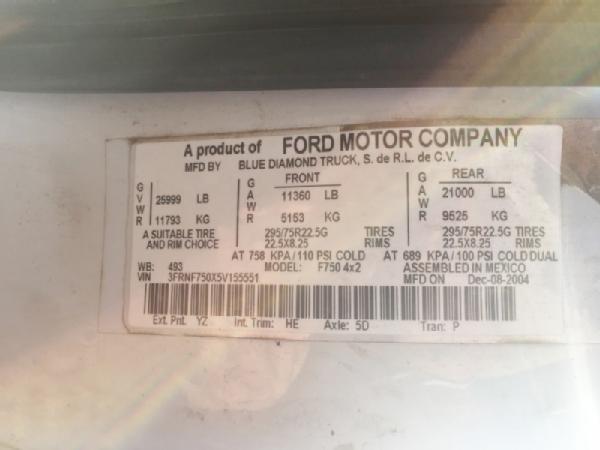 A product of FORD MOTOR COMPANY
MFD BY BLUE DIAMOND TRUCK, S. de R.L. de C.V.
GVWR 25999 LB 11793 KG
FRONT GAWR 11360 LB 5153 KG
REAR GAWR 21000 LB 9525 KG
A SUITABLE TIRE AND RIM CHOICE
295/75R22.5G TIRES 295/75R22.5G TIRES
22.5X8.25 RIMS 22.5X8.25 RIMS
AT 758 KPA/110 PSI COLD AT 689 KPA/100 PSI COLD DUAL
WB: 493 MODEL: F750 4x2 ASSEMBLED IN MEXICO
VIN 3FRNF750X5V155551 MFD ON Dec-08-2004
Ext. Pnt. YZ Int. Trim: HE Axle: 5D Tran: P